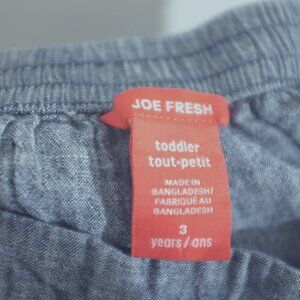 JOE FRESH
toddler
tout-petit
MADE IN
BANGLADESH/
FABRIQUÉ AU
BANGLADESH
3
years/ans